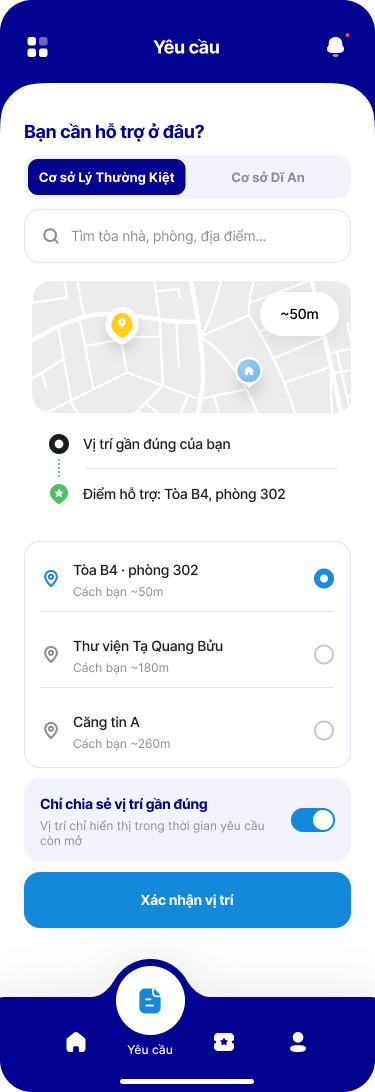 Yêu cầu
Bạn cần hỗ trợ ở đâu?
Cơ sở Lý Thường Kiệt
Cơ sở Dĩ An
Tìm tòa nhà, phòng, địa điểm...
~50m
Vị trí gần đúng của bạn
Điểm hỗ trợ: Tòa B4, phòng 302
Tòa B4 · phòng 302
Cách bạn ~50m
Thư viện Tạ Quang Bửu
Cách bạn ~180m
Căng tin A
Cách bạn ~260m
Chỉ chia sẻ vị trí gần đúng
Vị trí chỉ hiển thị trong thời gian yêu cầu
còn mở
Xác nhận vị trí
Yêu cầu